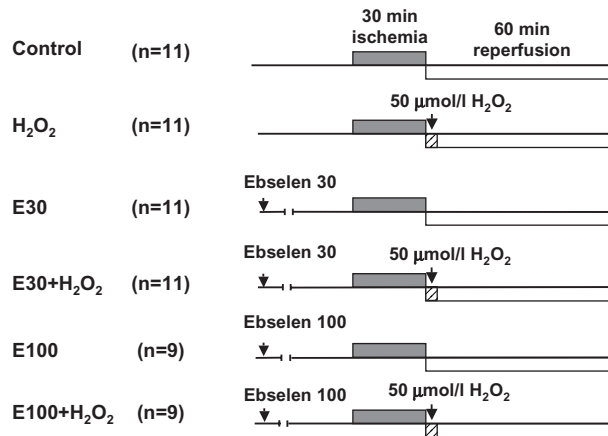 30 min
ischemia
60 min
reperfusion
Control (n=11)
50 μmol/l H₂O₂
H₂O₂ (n=11)
Ebselen 30
E30 (n=11)
Ebselen 30 50 μmol/l H₂O₂
E30+H₂O₂ (n=11)
Ebselen 100
E100 (n=9)
Ebselen 100 50 μmol/l H₂O₂
E100+H₂O₂ (n=9)